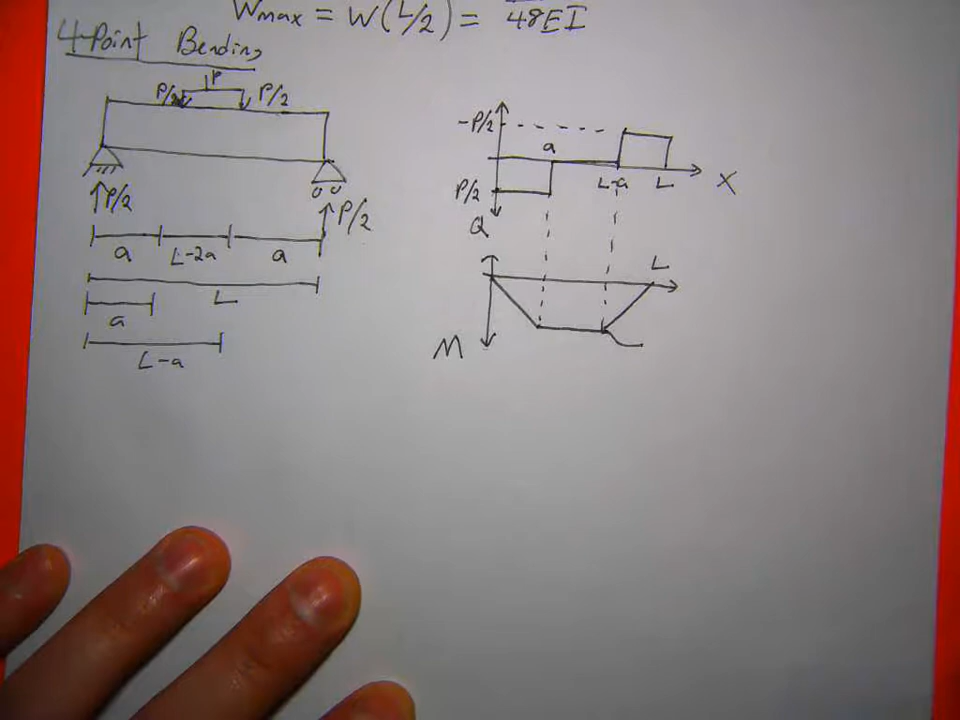 Wmax = W(L/2) = 48EI
4-Point Bending
P
P/2 P/2
P/2
P/2
a L-2a a
L
a
L-a
-P/2
a
L-a L X
P/2
Q
L
M